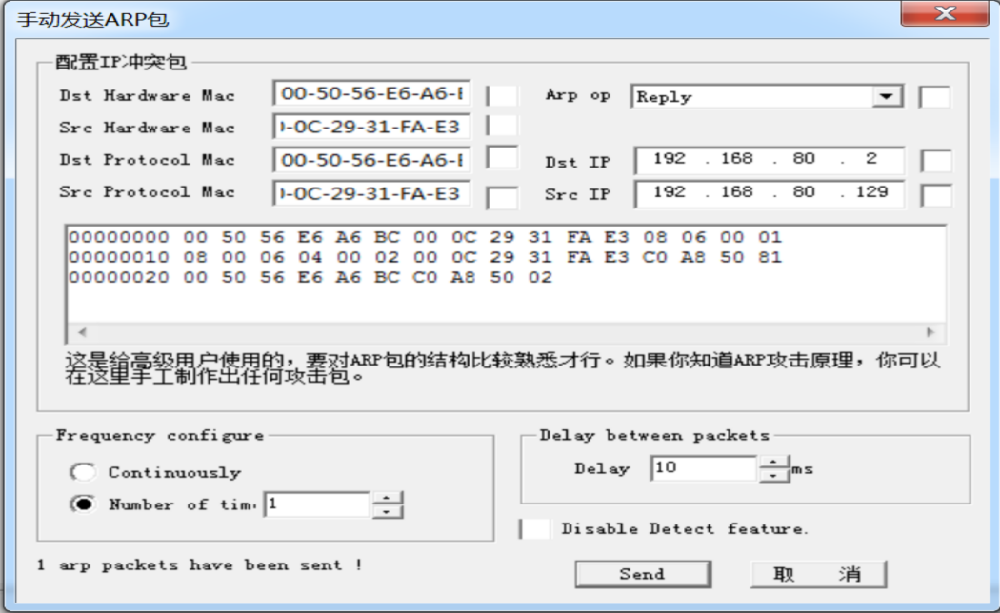 手动发送ARP包
配置IP冲突包
Dst Hardware Mac 00-50-56-E6-A6-
Arp op Reply
Src Hardware Mac -0C-29-31-FA-E3
Dst Protocol Mac 00-50-56-E6-A6-
Dst IP 192 . 168 . 80 . 2
Src Protocol Mac -0C-29-31-FA-E3
Src IP 192 . 168 . 80 . 129
00000000 00 50 56 E6 A6 BC 00 0C 29 31 FA E3 08 06 00 01
00000010 08 00 06 04 00 02 00 0C 29 31 FA E3 C0 A8 50 81
00000020 00 50 56 E6 A6 BC C0 A8 50 02
这是给高级用户使用的，要对ARP包的结构比较熟悉才行。如果你知道ARP攻击原理，你可以
在这里手工制作出任何攻击包。
Frequency configure
Continuously
Number of tim 1
Delay between packets
Delay 10 ms
Disable Detect feature.
1 arp packets have been sent !
Send
取 消